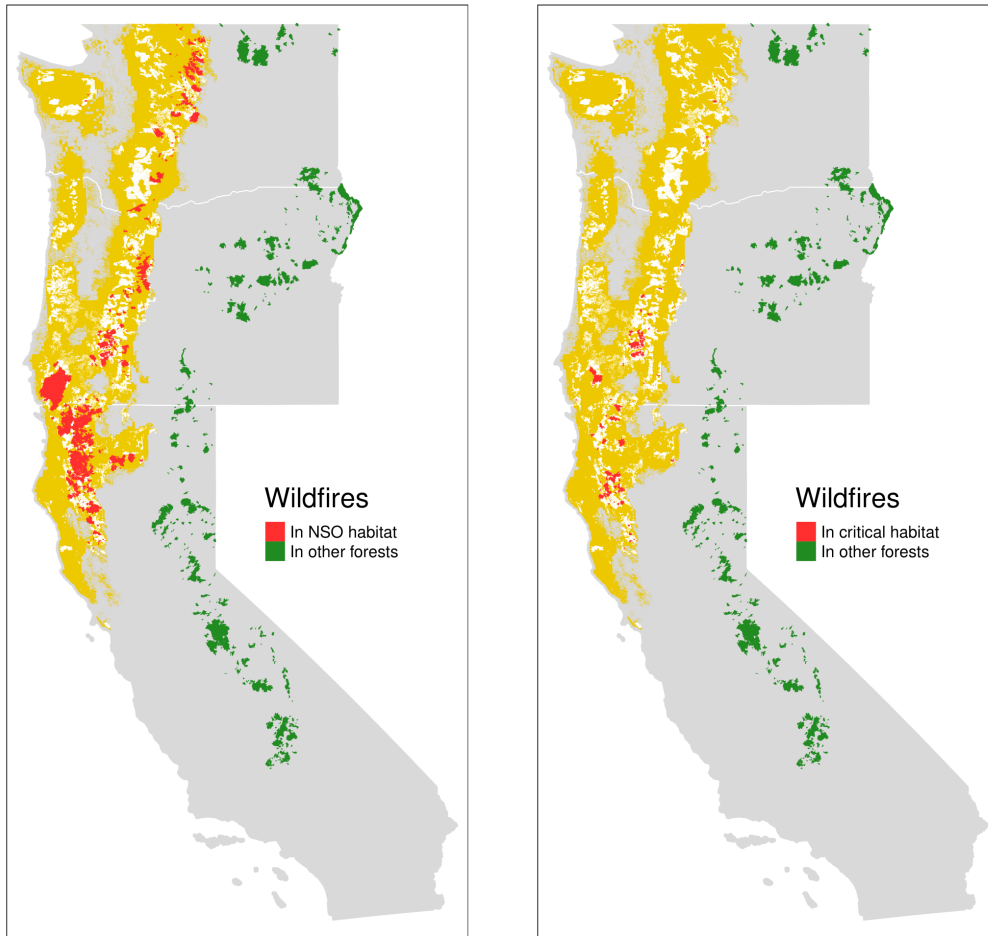 Wildfires
In NSO habitat
In other forests
Wildfires
In critical habitat
In other forests